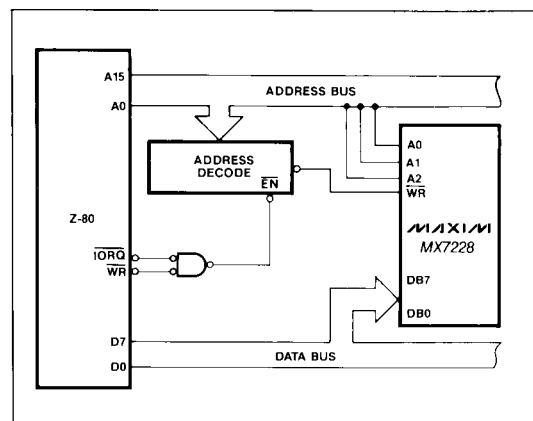 A15
ADDRESS BUS
A0
ADDRESS
DECODE
EN
Z-80
IORQ
WR
A0
A1
A2
WR
MAXIM
MX7228
DB7
DB0
D7
DATA BUS
D0